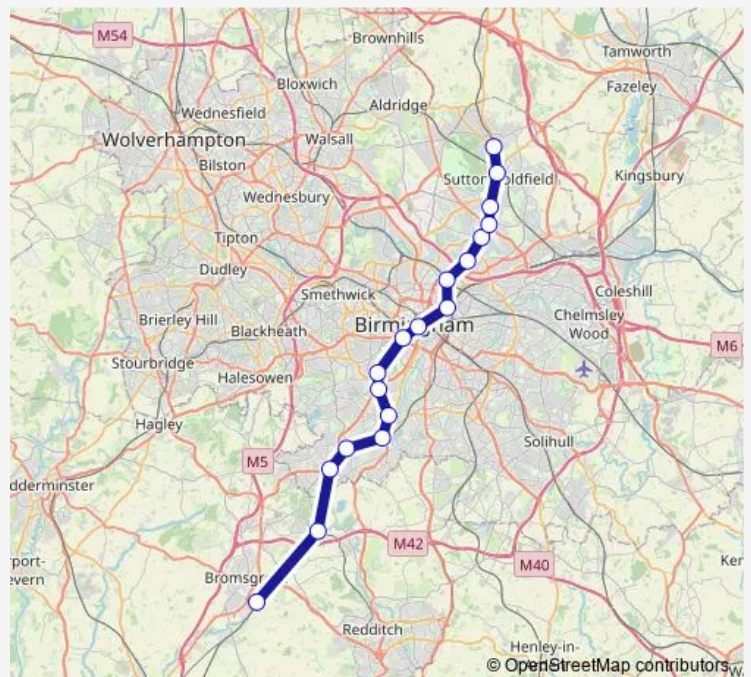 M54
Brownhills
Tamworth
Bloxwich
Fazeley
Wednesfield
Aldridge
Wolverhampton
Walsall
Bilston
Sutton Coldfield
Kingsbury
Wednesbury
Tipton
Dudley
Smethwick
Coleshill
Brierley Hill
Blackheath
Birmingham
Chelmsley
Wood
M6
Stourbridge
Halesowen
Hagley
Solihull
M5
dderminster
M42
port-
evern
Bromsgr
M40
Ker
Redditch
Henley-in-
© OpenStreetMap contributors